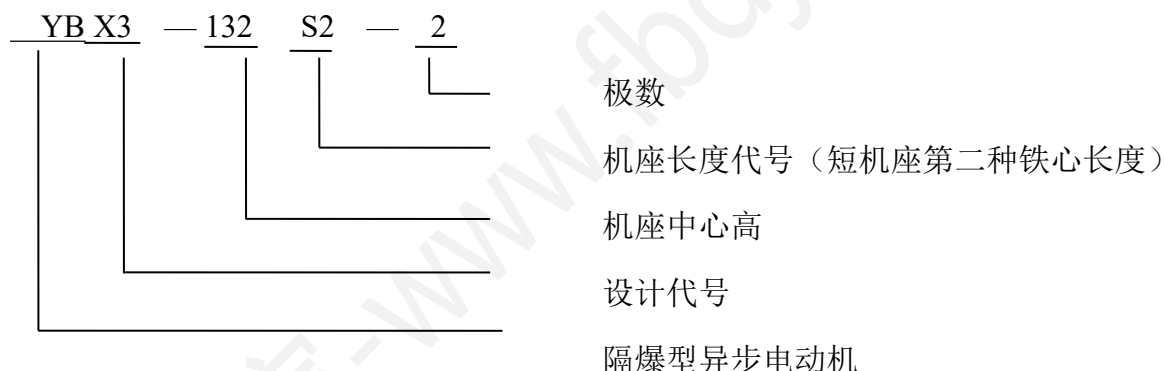 YB X3 — 132 S2 — 2
极数
机座长度代号（短机座第二种铁心长度）
机座中心高
设计代号
隔爆型异步电动机